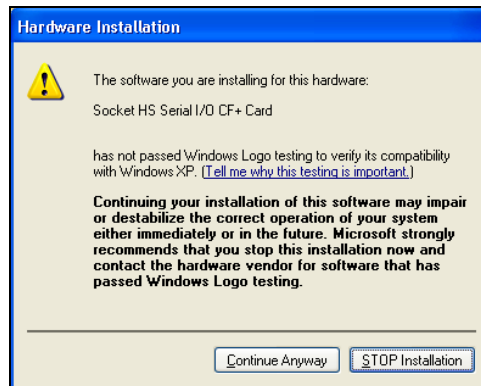 Hardware Installation
The software you are installing for this hardware:
Socket HS Serial I/O CF+ Card
has not passed Windows Logo testing to verify its compatibility
with Windows XP. (Tell me why this testing is important.)
Continuing your installation of this software may impair
or destabilize the correct operation of your system
either immediately or in the future. Microsoft strongly
recommends that you stop this installation now and
contact the hardware vendor for software that has
passed Windows Logo testing.
Continue Anyway
STOP Installation